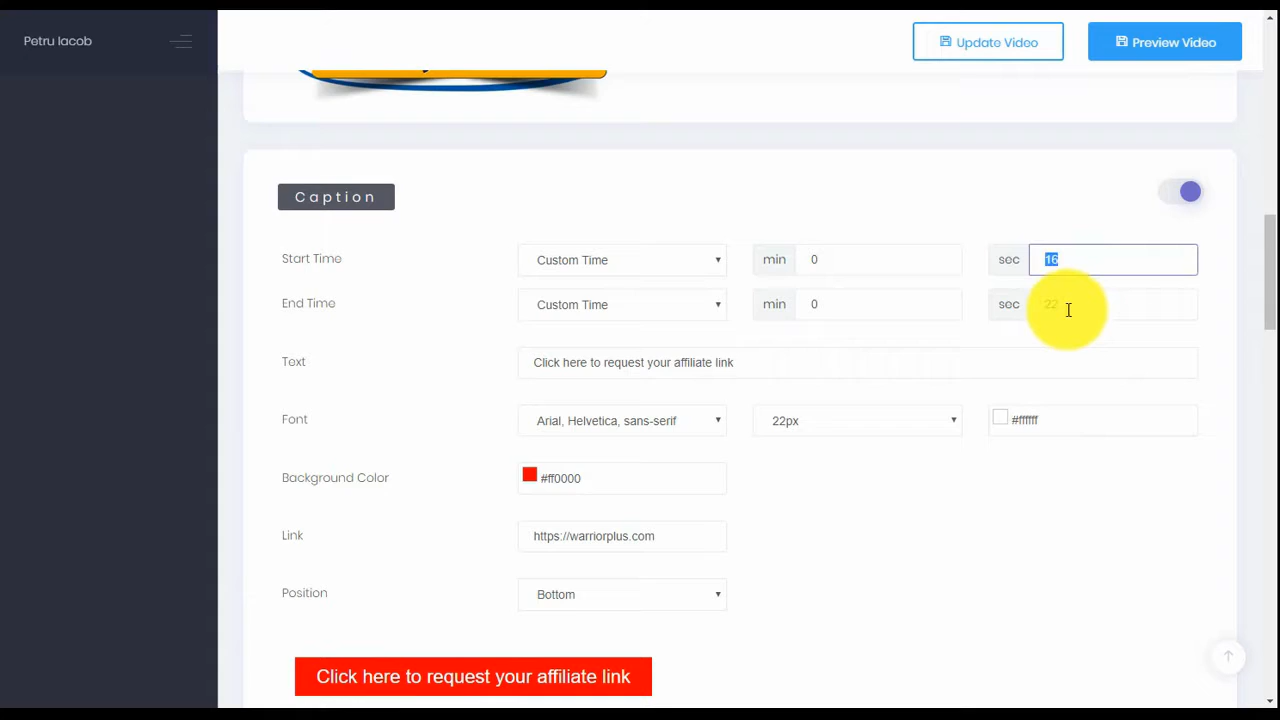 Petru Iacob
Update Video
Preview Video
Caption
Start Time
Custom Time
min
0
sec
16
End Time
Custom Time
min
0
sec
22
Text
Click here to request your affiliate link
Font
Arial, Helvetica, sans-serif
22px
#ffffff
Background Color
#ff0000
Link
https://warriorplus.com
Position
Bottom
Click here to request your affiliate link